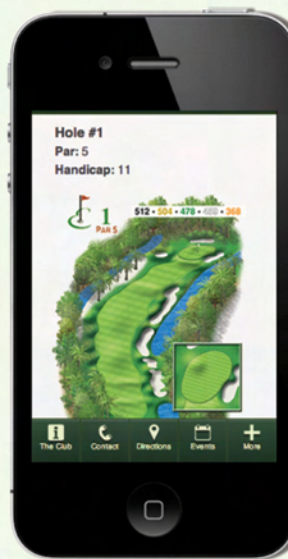 Hole #1
Par: 5
Handicap: 11
1
PAR 5
512 • 504 • 478 • 428 • 368
The Club
Contact
Directions
Events
More